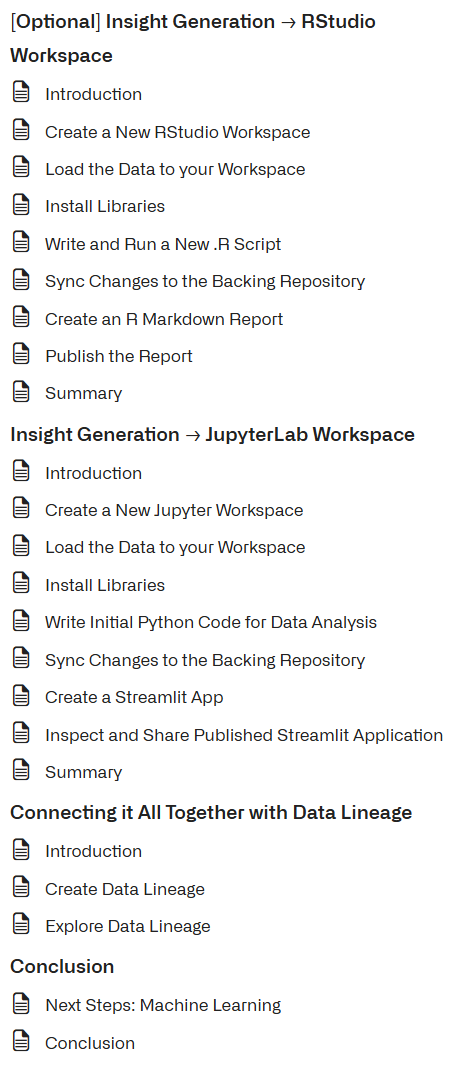 [Optional] Insight Generation → RStudio
Workspace
Introduction
Create a New RStudio Workspace
Load the Data to your Workspace
Install Libraries
Write and Run a New .R Script
Sync Changes to the Backing Repository
Create an R Markdown Report
Publish the Report
Summary
Insight Generation → JupyterLab Workspace
Introduction
Create a New Jupyter Workspace
Load the Data to your Workspace
Install Libraries
Write Initial Python Code for Data Analysis
Sync Changes to the Backing Repository
Create a Streamlit App
Inspect and Share Published Streamlit Application
Summary
Connecting it All Together with Data Lineage
Introduction
Create Data Lineage
Explore Data Lineage
Conclusion
Next Steps: Machine Learning
Conclusion